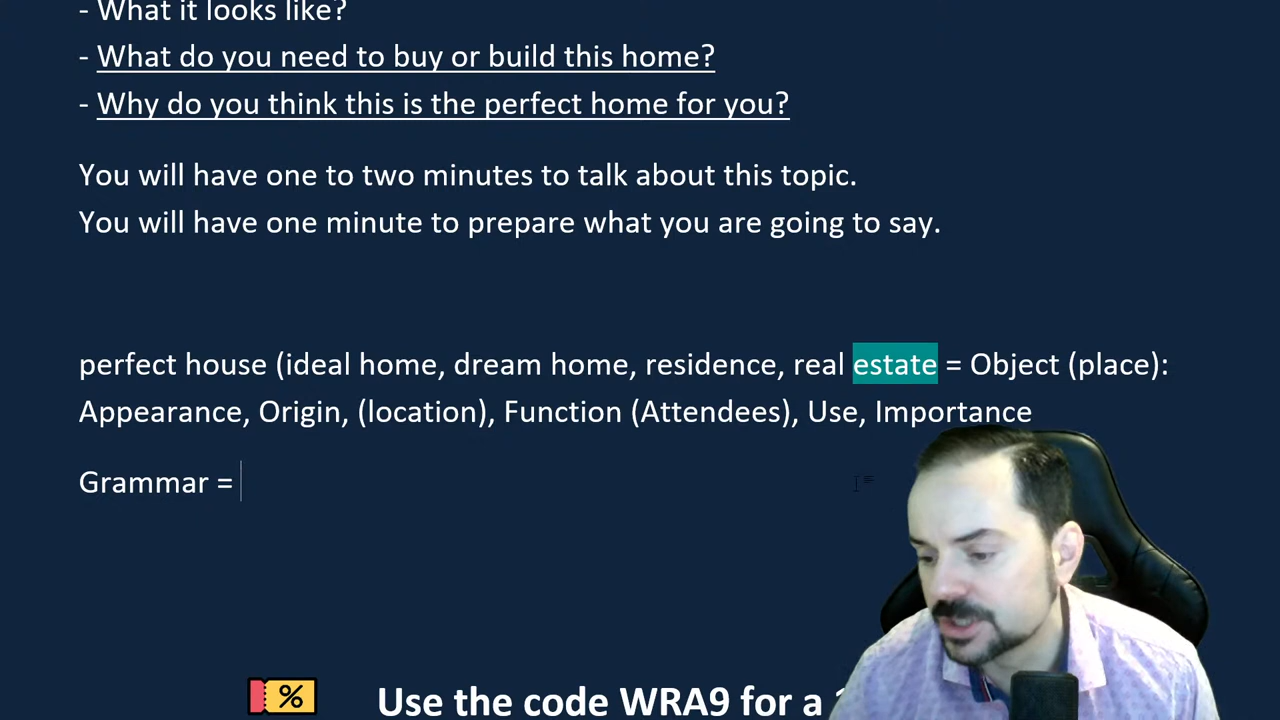 - What it looks like?
- What do you need to buy or build this home?
- Why do you think this is the perfect home for you?
You will have one to two minutes to talk about this topic.
You will have one minute to prepare what you are going to say.
perfect house (ideal home, dream home, residence, real estate = Object (place):
Appearance, Origin, (location), Function (Attendees), Use, Importance
Grammar =
%
Use the code WRA9 for a